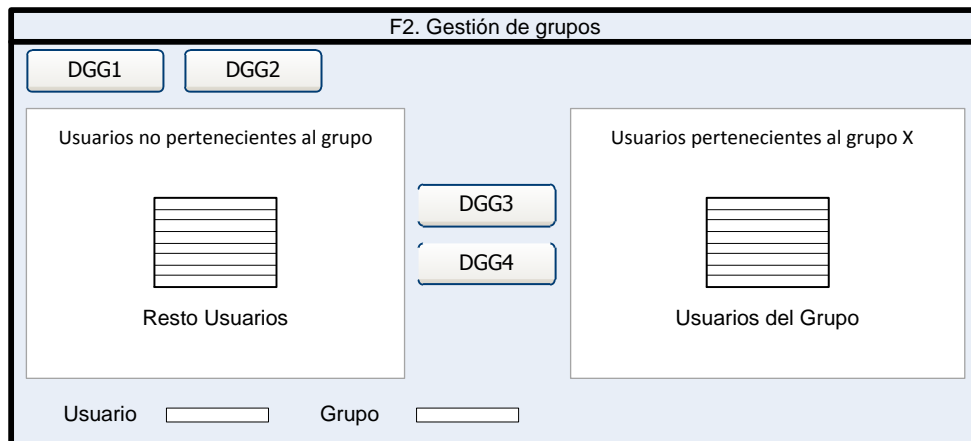 F2. Gestión de grupos
DGG1
DGG2
Usuarios no pertenecientes al grupo
Usuarios pertenecientes al grupo X
DGG3
DGG4
Resto Usuarios
Usuarios del Grupo
Usuario
Grupo